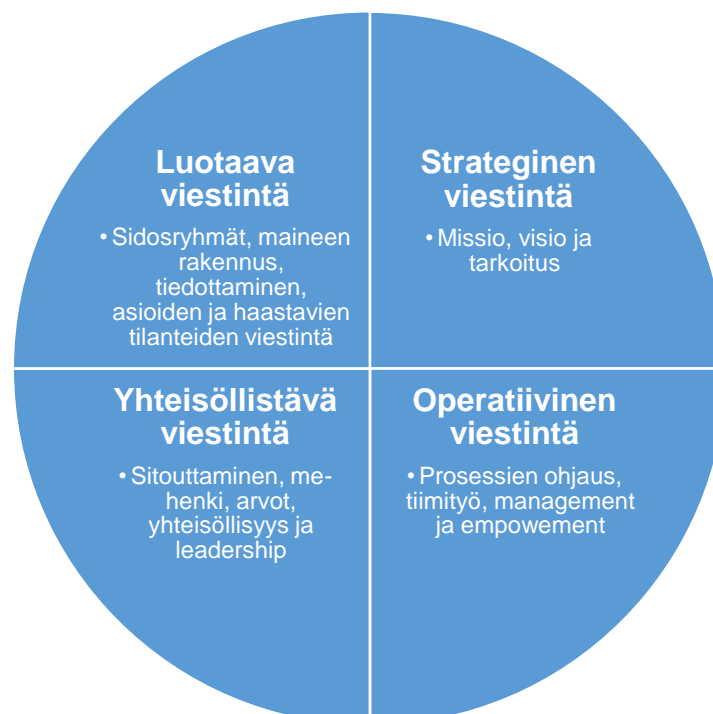 Luotaava
viestintä
• Sidosryhmät, maineen
rakennus,
tiedottaminen,
asioiden ja haastavien
tilanteiden viestintä
Strateginen
viestintä
• Missio, visio ja
tarkoitus
Yhteisöllistävä
viestintä
• Sitouttaminen, me-
henki, arvot,
yhteisöllisyys ja
leadership
Operatiivinen
viestintä
• Prosessien ohjaus,
tiimityö, management
ja empowement